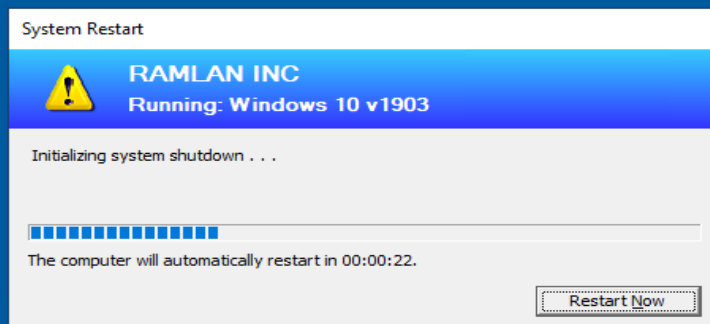 System Restart
RAMLAN INC
Running: Windows 10 v1903
Initializing system shutdown . . .
The computer will automatically restart in 00:00:22.
Restart Now